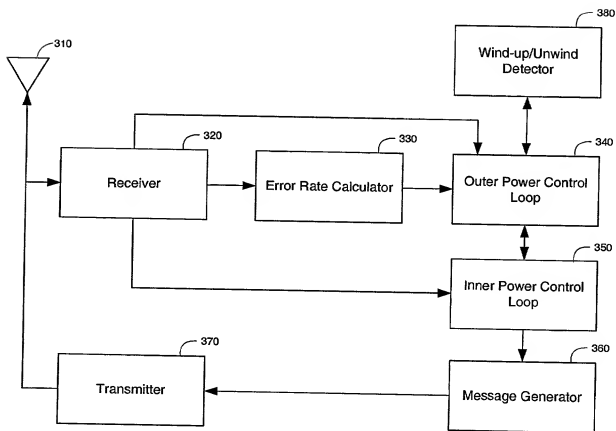 310
380
Wind-up/Unwind
Detector
320
330
340
Receiver
Error Rate Calculator
Outer Power Control
Loop
350
Inner Power Control
Loop
370
360
Transmitter
Message Generator